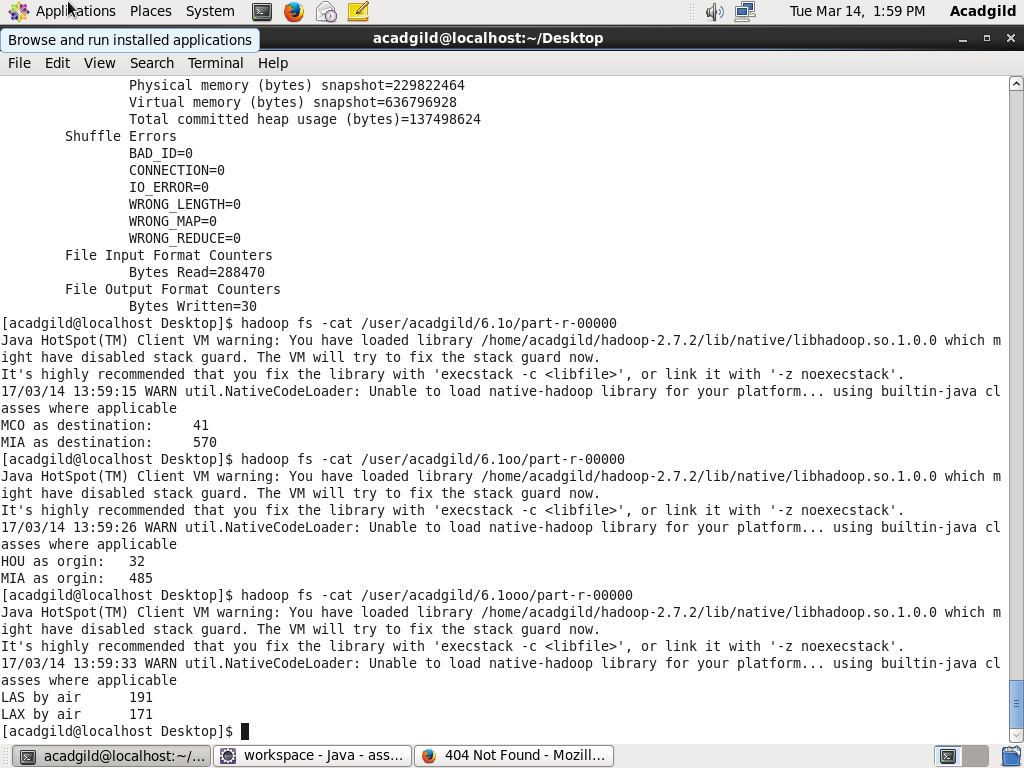 Applications Places System Tue Mar 14, 1:59 PM Acadgild
Browse and run installed applications
acadgild@localhost:~/Desktop
File Edit View Search Terminal Help
Physical memory (bytes) snapshot=229822464
Virtual memory (bytes) snapshot=636796928
Total committed heap usage (bytes)=137498624
Shuffle Errors
BAD_ID=0
CONNECTION=0
IO_ERROR=0
WRONG_LENGTH=0
WRONG_MAP=0
WRONG_REDUCE=0
File Input Format Counters
Bytes Read=288470
File Output Format Counters
Bytes Written=30
[acadgild@localhost Desktop]$ hadoop fs -cat /user/acadgild/6.1o/part-r-00000
Java HotSpot(TM) Client VM warning: You have loaded library /home/acadgild/hadoop-2.7.2/lib/native/libhadoop.so.1.0.0 which m
ight have disabled stack guard. The VM will try to fix the stack guard now.
It's highly recommended that you fix the library with 'execstack -c <libfile>', or link it with '-z noexecstack'.
17/03/14 13:59:15 WARN util.NativeCodeLoader: Unable to load native-hadoop library for your platform... using builtin-java cl
asses where applicable
MCO as destination: 41
MIA as destination: 570
[acadgild@localhost Desktop]$ hadoop fs -cat /user/acadgild/6.1oo/part-r-00000
Java HotSpot(TM) Client VM warning: You have loaded library /home/acadgild/hadoop-2.7.2/lib/native/libhadoop.so.1.0.0 which m
ight have disabled stack guard. The VM will try to fix the stack guard now.
It's highly recommended that you fix the library with 'execstack -c <libfile>', or link it with '-z noexecstack'.
17/03/14 13:59:26 WARN util.NativeCodeLoader: Unable to load native-hadoop library for your platform... using builtin-java cl
asses where applicable
HOU as orgin: 32
MIA as orgin: 485
[acadgild@localhost Desktop]$ hadoop fs -cat /user/acadgild/6.1ooo/part-r-00000
Java HotSpot(TM) Client VM warning: You have loaded library /home/acadgild/hadoop-2.7.2/lib/native/libhadoop.so.1.0.0 which m
ight have disabled stack guard. The VM will try to fix the stack guard now.
It's highly recommended that you fix the library with 'execstack -c <libfile>', or link it with '-z noexecstack'.
17/03/14 13:59:33 WARN util.NativeCodeLoader: Unable to load native-hadoop library for your platform... using builtin-java cl
asses where applicable
LAS by air 191
LAX by air 171
[acadgild@localhost Desktop]$
acadgild@localhost:~/... workspace - Java - ass... 404 Not Found - Mozill...